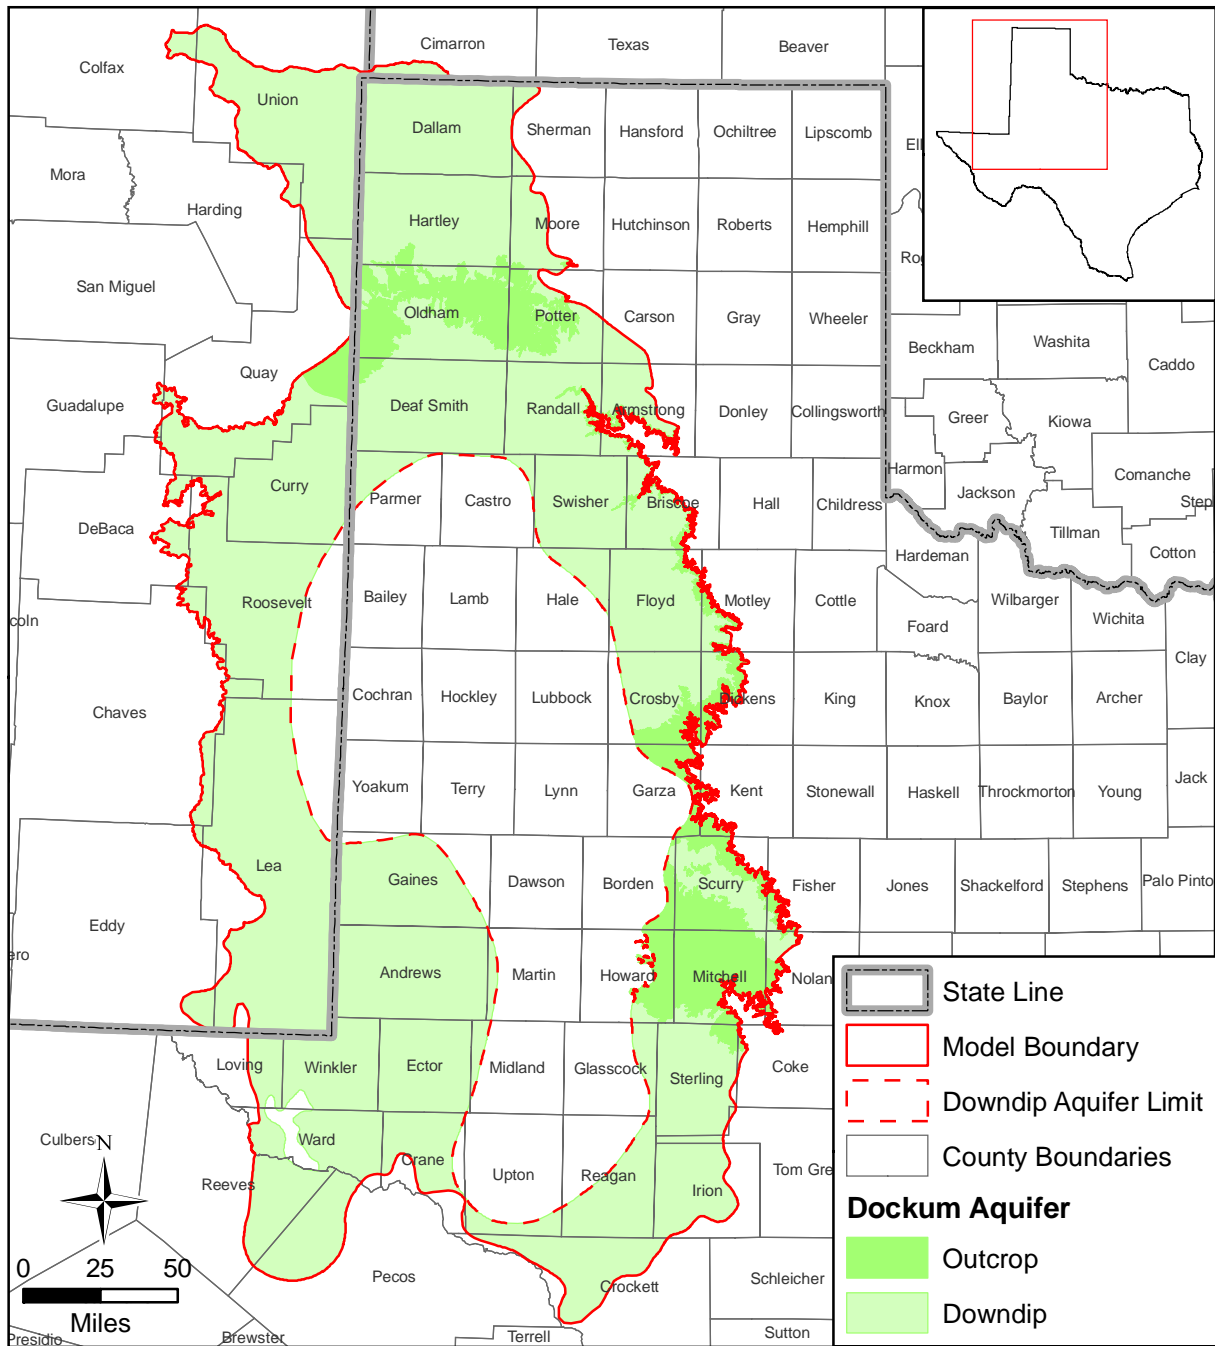 Cimarron
Texas
Beaver
Colfax
Union
Dallam
Sherman
Hansford
Ochiltree
Lipscomb
Mora
Harding
Hartley
Moore
Hutchinson
Roberts
Hemphill
San Miguel
Oldham
Potter
Carson
Gray
Wheeler
Beckham
Washita
Caddo
Quay
Guadalupe
Deaf Smith
Randall
Armstrong
Donley
Collingsworth
Greer
Kiowa
Harmon
Jackson
Comanche
Step
Curry
Parmer
Castro
Swisher
Briscoe
Hall
Childress
DeBaca
Tillman
Cotton
Hardeman
Roosevelt
Bailey
Lamb
Hale
Floyd
Motley
Cottle
Foard
Wilbarger
Wichita
coln
Clay
Chaves
Cochran
Hockley
Lubbock
Crosby
Dickens
King
Knox
Baylor
Archer
Yoakum
Terry
Lynn
Garza
Kent
Stonewall
Haskell
Throckmorton
Young
Jack
Lea
Gaines
Dawson
Borden
Scurry
Fisher
Jones
Shackelford
Stephens
Palo Pinto
Eddy
ero
Andrews
Martin
Howard
Mitchell
Nolan
Loving
Winkler
Ector
Midland
Glasscock
Sterling
Coke
Culbers
Ward
Crane
Upton
Reagan
Irion
Tom Gre
Reeves
Pecos
Crockett
Schleicher
Presidio
Brewster
Terrell
Sutton
N
0 25 50
Miles
State Line
Model Boundary
Downdip Aquifer Limit
County Boundaries
Dockum Aquifer
Outcrop
Downdip